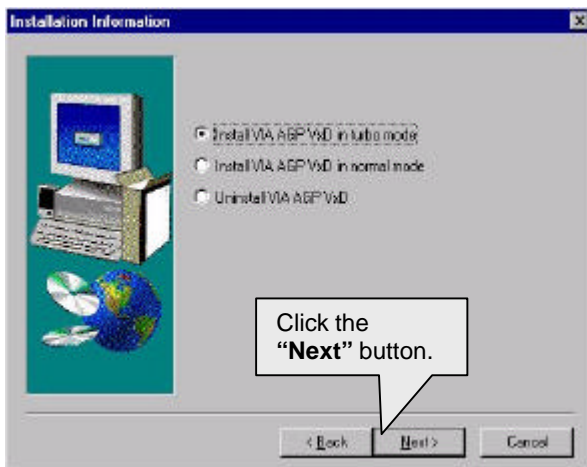 Installation Information
Install VIA AGP VxD in turbo mode
Install VIA AGP VxD in normal mode
Uninstall VIA AGP VxD
Click the
“Next” button.
< Back
Next >
Cancel